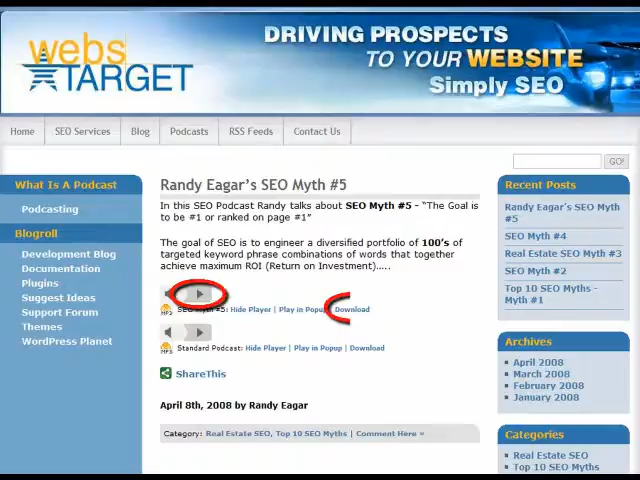 webs
TARGET
DRIVING PROSPECTS
TO YOUR WEBSITE
Simply SEO
Home SEO Services Blog Podcasts RSS Feeds Contact Us
GO!
What Is A Podcast
Podcasting
Blogroll
Development Blog
Documentation
Plugins
Suggest Ideas
Support Forum
Themes
WordPress Planet
Randy Eagar's SEO Myth #5
In this SEO Podcast Randy talks about SEO Myth #5 - "The Goal is
to be #1 or ranked on page #1"
The goal of SEO is to engineer a diversified portfolio of 100's of
targeted keyword phrase combinations of words that together
achieve maximum ROI (Return on Investment).....
MP3 SEO Myth #5: Hide Player | Play in Popup | Download
MP3 Standard Podcast: Hide Player | Play in Popup | Download
ShareThis
April 8th, 2008 by Randy Eagar
Category: Real Estate SEO, Top 10 SEO Myths | Comment Here »
Recent Posts
Randy Eagar's SEO Myth
#5
SEO Myth #4
Real Estate SEO Myth #3
SEO Myth #2
Top 10 SEO Myths -
Myth #1
Archives
April 2008
March 2008
February 2008
January 2008
Categories
Real Estate SEO
Top 10 SEO Myths